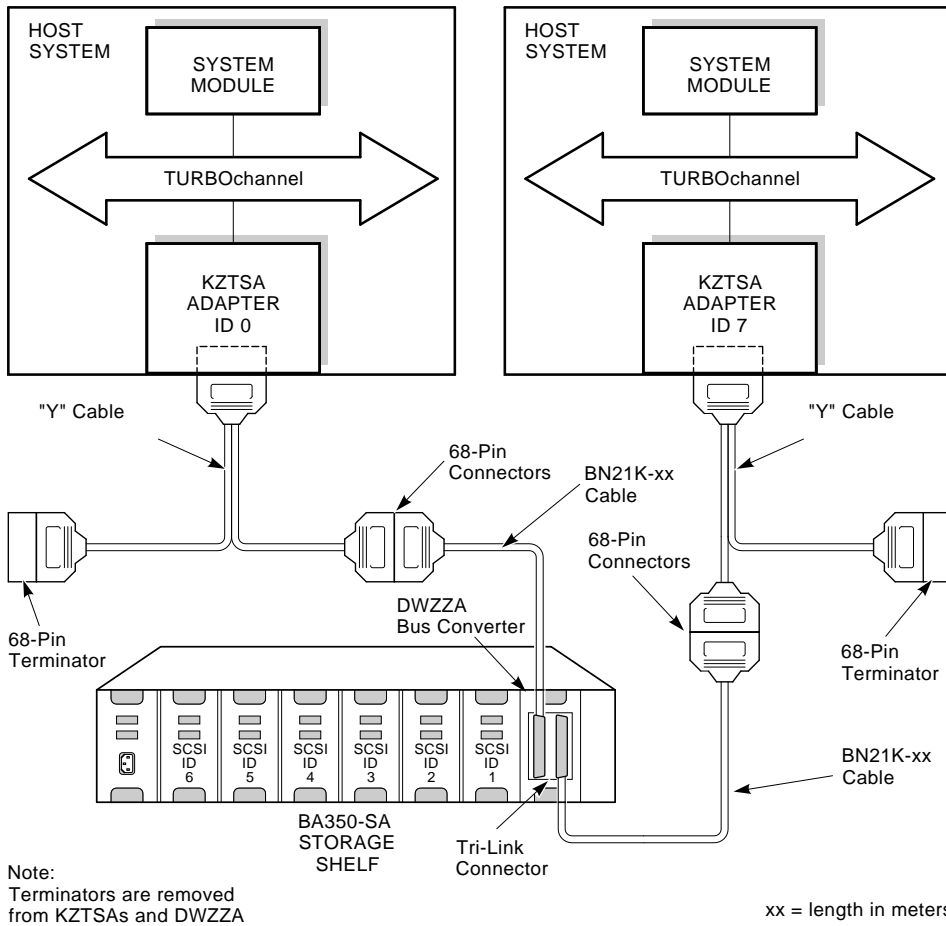 HOST
SYSTEM
SYSTEM
MODULE
TURBOchannel
KZTSA
ADAPTER
ID 0
HOST
SYSTEM
SYSTEM
MODULE
TURBOchannel
KZTSA
ADAPTER
ID 7
"Y" Cable
68-Pin
Connectors
BN21K-xx
Cable
"Y" Cable
68-Pin
Connectors
68-Pin
Terminator
DWZZA
Bus Converter
68-Pin
Terminator
SCSI
ID
6
SCSI
ID
5
SCSI
ID
4
SCSI
ID
3
SCSI
ID
2
SCSI
ID
1
BN21K-xx
Cable
BA350-SA
STORAGE
SHELF
Tri-Link
Connector
Note:
Terminators are removed
from KZTSAs and DWZZA
xx = length in meters